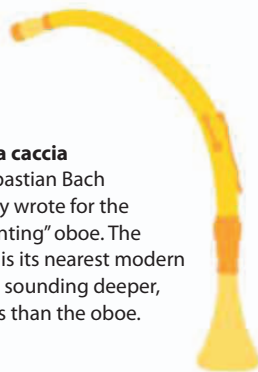 a caccia
bastian Bach
y wrote for the
nting” oboe. The
is its nearest modern
sounding deeper,
s than the oboe.